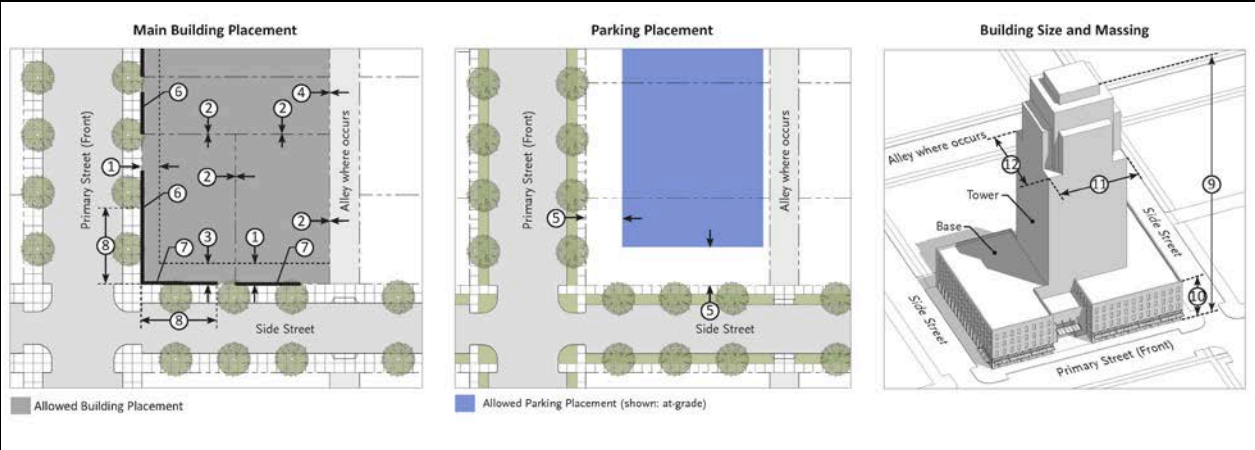 Main Building Placement
Primary Street (Front)
Alley where occurs
Side Street
1
6
2
2
4
2
6
2
8
3
1
7
7
8
Allowed Building Placement
Parking Placement
Primary Street (Front)
Alley where occurs
Side Street
5
5
Allowed Parking Placement (shown: at-grade)
Building Size and Massing
Alley where occurs
12
11
9
Tower
Base
Side Street
10
Side Street
Primary Street (Front)